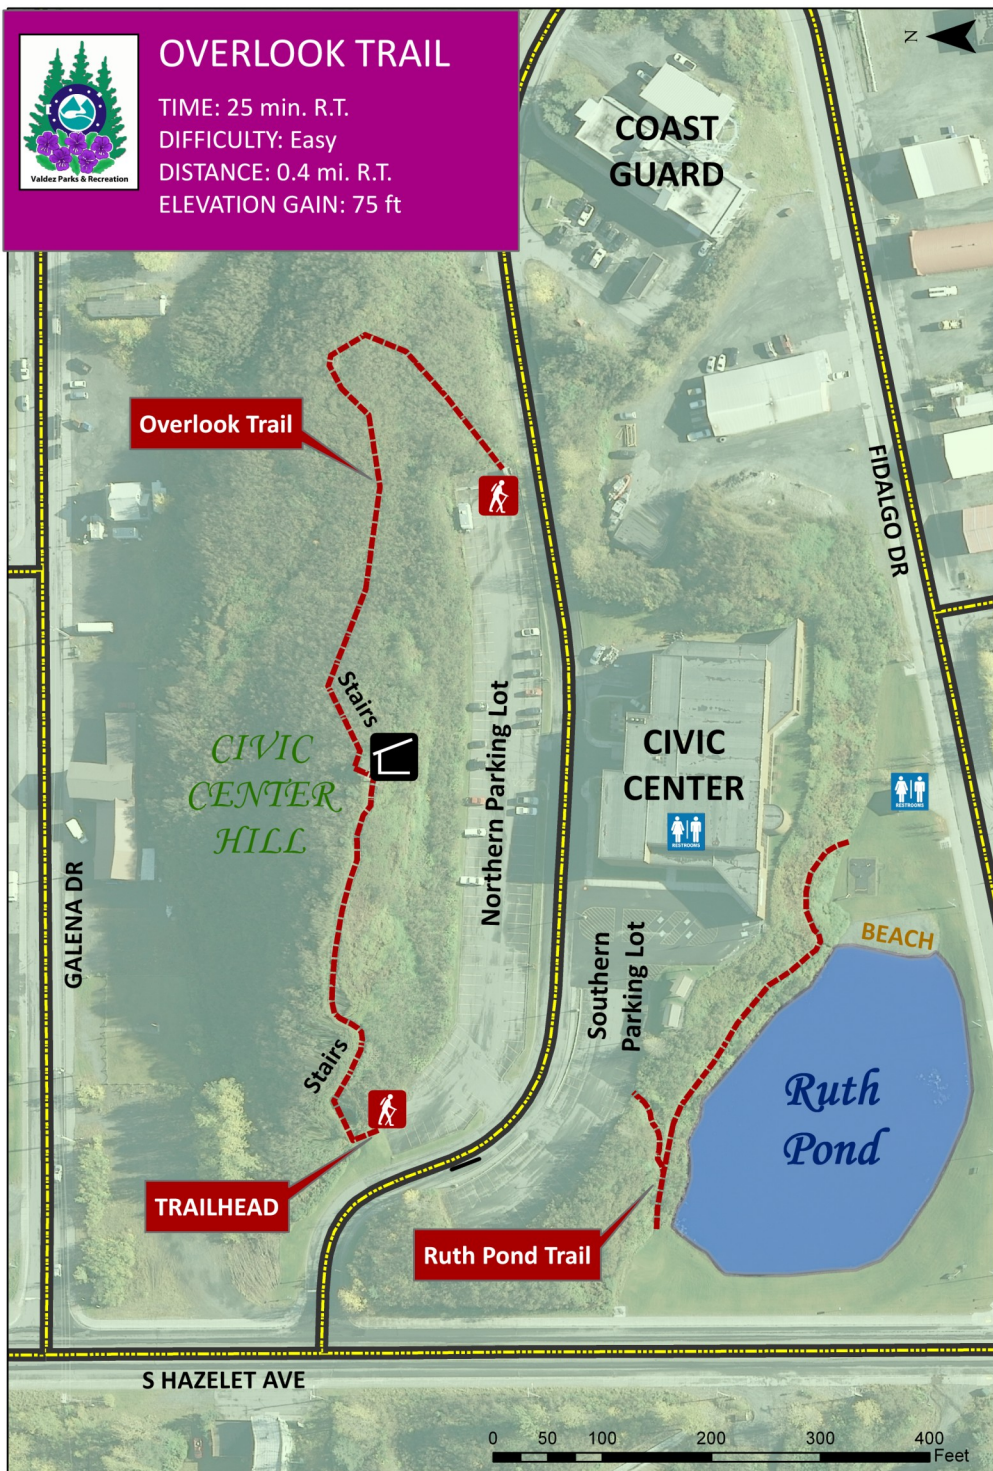 OVERLOOK TRAIL
TIME: 25 min. R.T.
DIFFICULTY: Easy
DISTANCE: 0.4 mi. R.T.
ELEVATION GAIN: 75 ft
Valdez Parks & Recreation
N
COAST
GUARD
Overlook Trail
FIDALGO DR
Stairs
CIVIC
CENTER
HILL
Northern Parking Lot
CIVIC
CENTER
RESTROOMS
RESTROOMS
GALENA DR
BEACH
Southern
Parking Lot
Stairs
Ruth
Pond
TRAILHEAD
Ruth Pond Trail
S HAZELET AVE
0 50 100 200 300 400
Feet